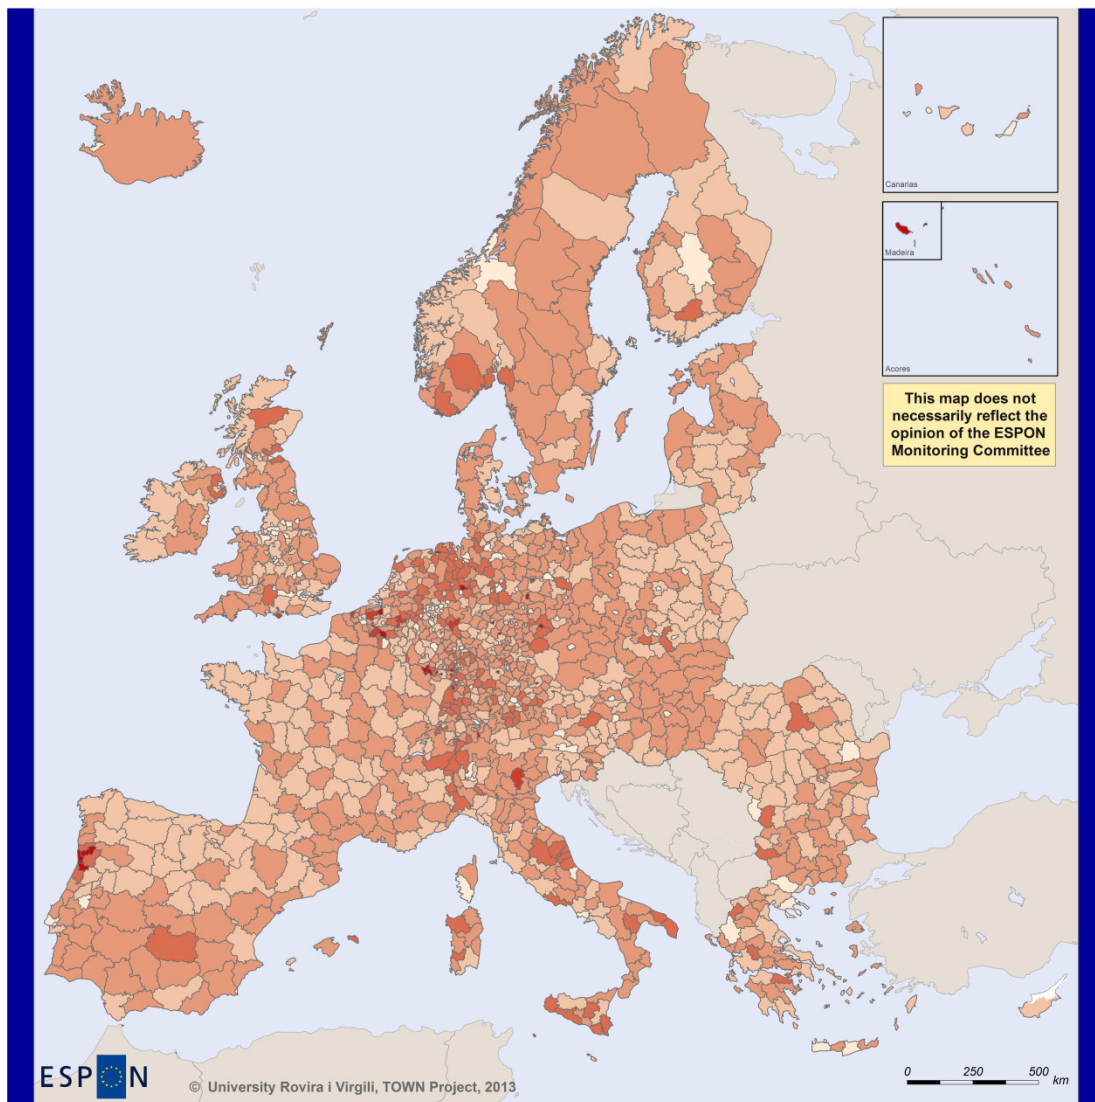 Canarias
Madeira
Acores
This map does not
necessarily reflect the
opinion of the ESPON
Monitoring Committee
ESPON
© University Rovira i Virgili, TOWN Project, 2013
0 250 500
km